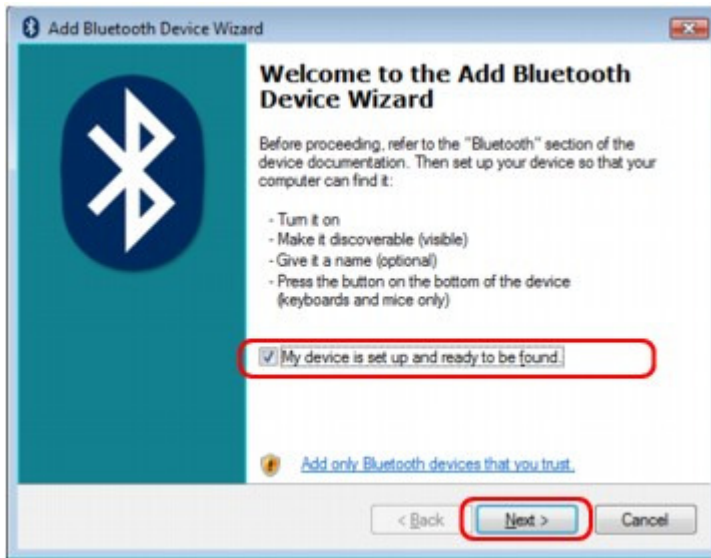 Add Bluetooth Device Wizard
Welcome to the Add Bluetooth
Device Wizard
Before proceeding, refer to the "Bluetooth" section of the
device documentation. Then set up your device so that your
computer can find it:
- Turn it on
- Make it discoverable (visible)
- Give it a name (optional)
- Press the button on the bottom of the device
(keyboards and mice only)
My device is set up and ready to be found.
Add only Bluetooth devices that you trust.
< Back Next > Cancel